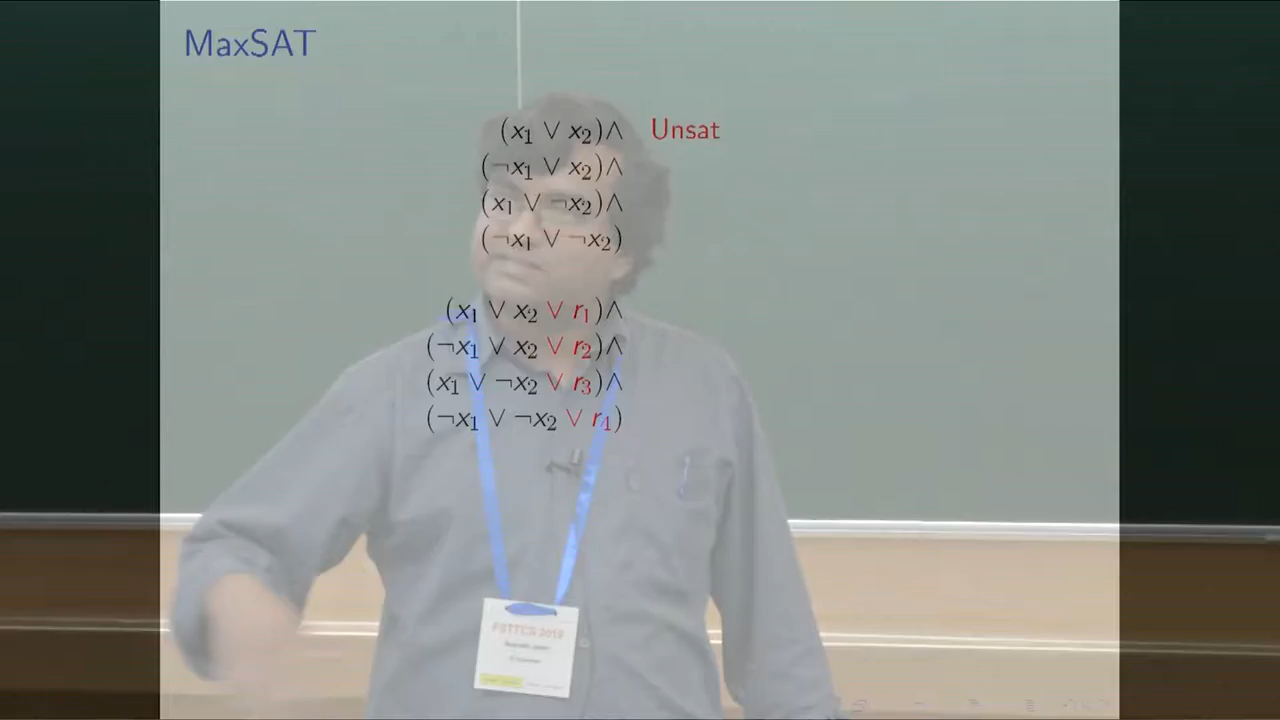 MaxSAT
(x₁ ∨ x₂)∧ Unsat
(¬x₁ ∨ x₂)∧
(x₁ ∨ ¬x₂)∧
(¬x₁ ∨ ¬x₂)
(x₁ ∨ x₂ ∨ r₁)∧
(¬x₁ ∨ x₂ ∨ r₂)∧
(x₁ ∨ ¬x₂ ∨ r₃)∧
(¬x₁ ∨ ¬x₂ ∨ r₄)
FSTTCS 2019